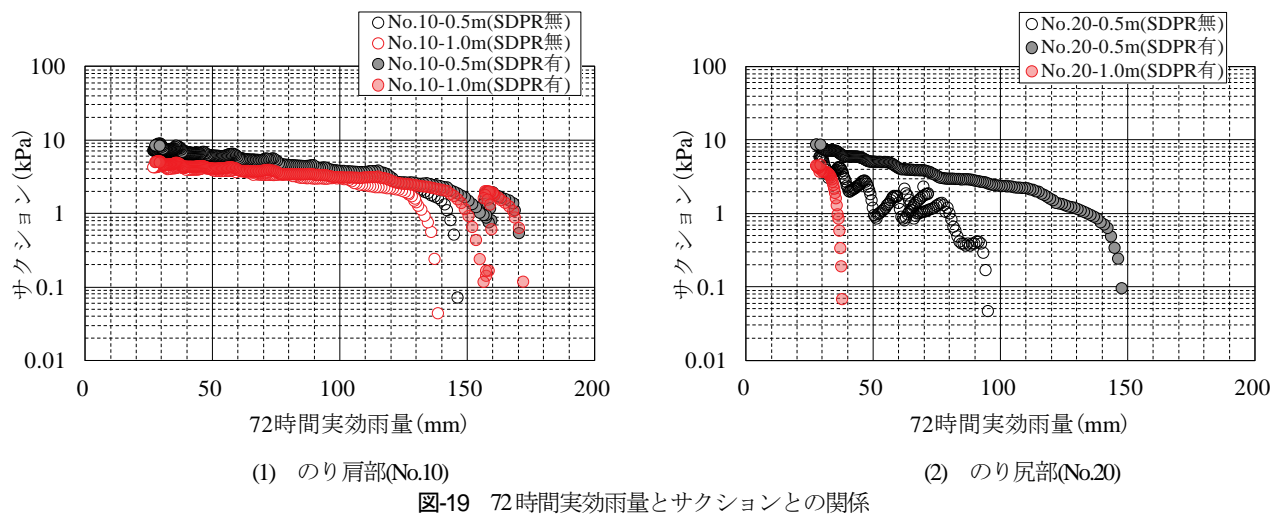 No.10-0.5m(SDPR無)
No.10-1.0m(SDPR無)
No.10-0.5m(SDPR有)
No.10-1.0m(SDPR有)
100
10
1
0.1
0.01
サクション(kPa)
0 50 100 150 200
72時間実効雨量(mm)
(1) のり肩部(No.10)
No.20-0.5m(SDPR無)
No.20-0.5m(SDPR有)
No.20-1.0m(SDPR有)
100
10
1
0.1
0.01
サクション(kPa)
0 50 100 150 200
72時間実効雨量(mm)
(2) のり尻部(No.20)
図-19 72時間実効雨量とサクションとの関係